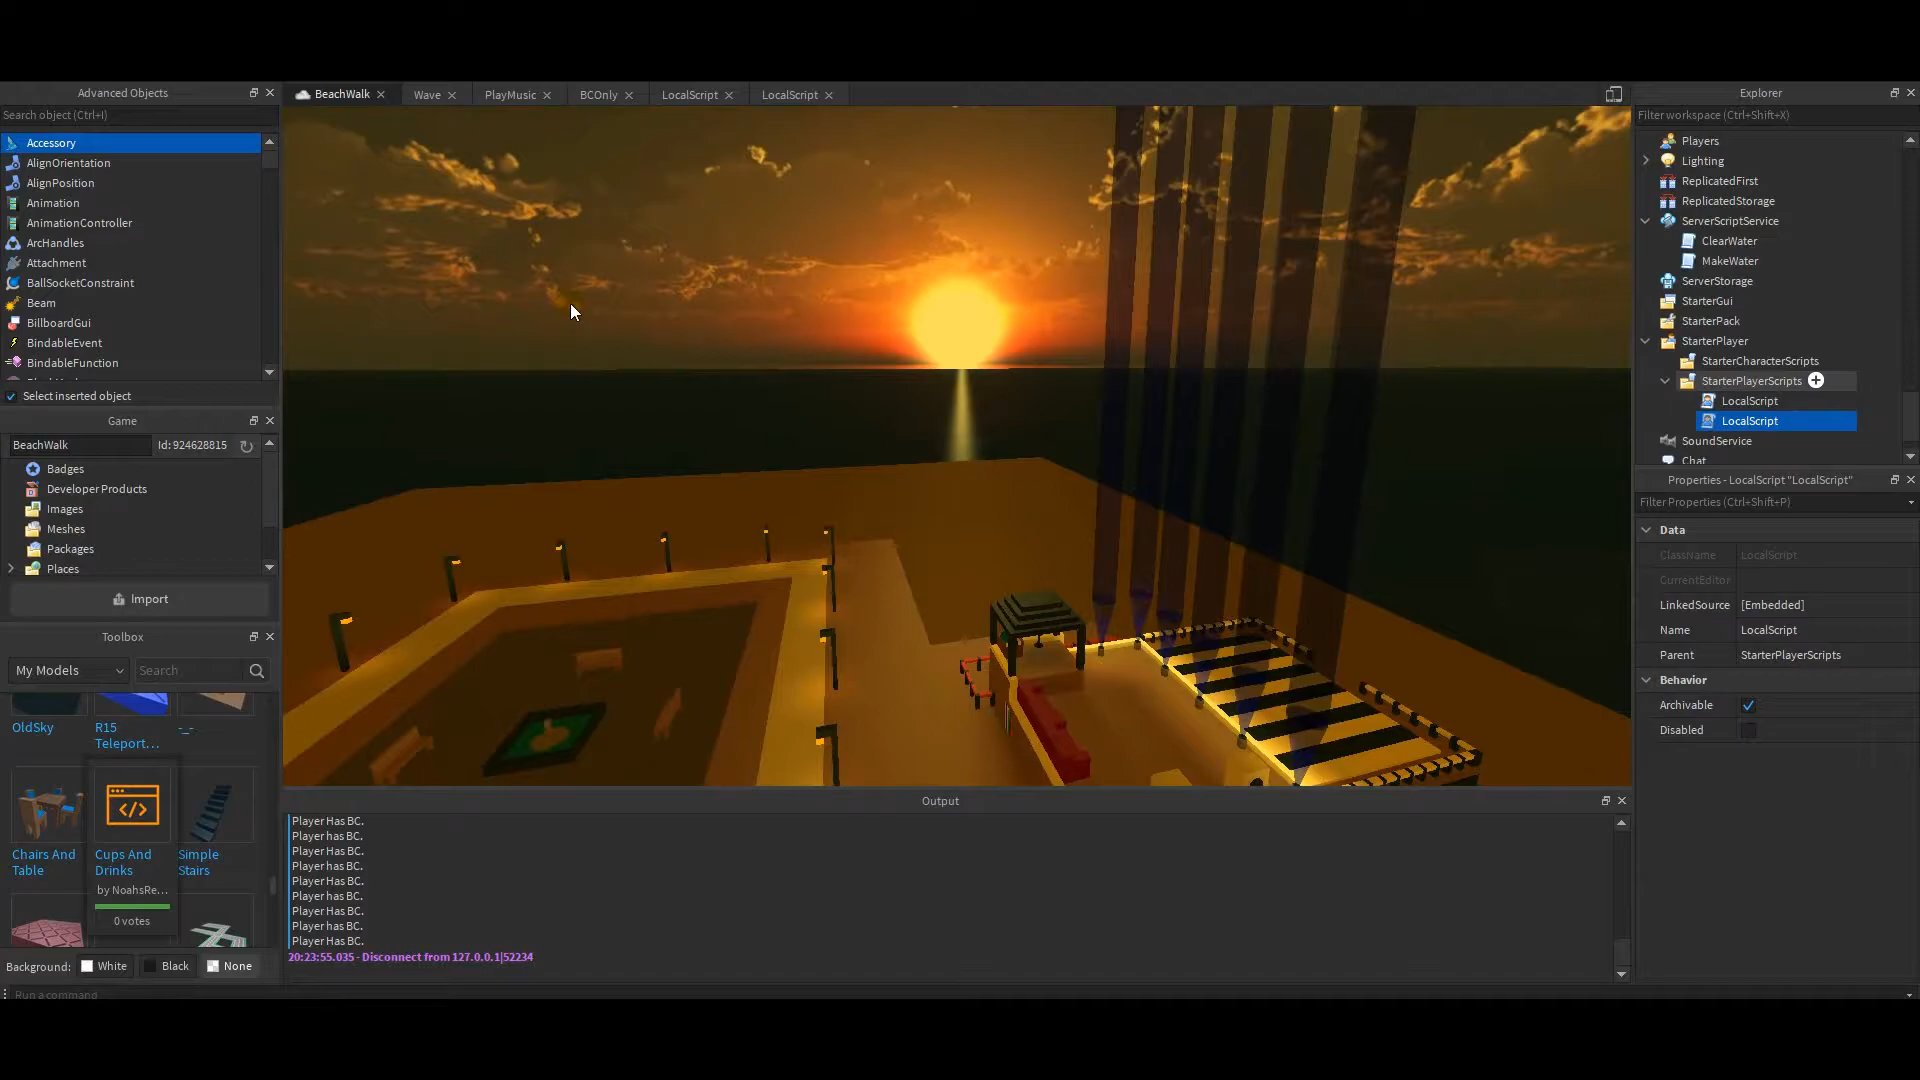 Advanced Objects
Search object (Ctrl+I)
Accessory
AlignOrientation
AlignPosition
Animation
AnimationController
ArcHandles
Attachment
BallSocketConstraint
Beam
BillboardGui
BindableEvent
BindableFunction
Select inserted object
Game
BeachWalk Id: 924628815
Badges
Developer Products
Images
Meshes
Packages
Places
Import
Toolbox
My Models Search
OldSky
R15 Teleport...
-_-
Chairs And Table
Cups And Drinks
by NoahsRe...
0 votes
Simple Stairs
Background: White Black None
Run a command
BeachWalk Wave PlayMusic BCOnly LocalScript LocalScript
Output
Player Has BC.
Player has BC.
Player Has BC.
Player has BC.
Player Has BC.
Player has BC.
Player Has BC.
Player has BC.
Player Has BC.
20:23:55.035 - Disconnect from 127.0.0.1|52234
Explorer
Filter workspace (Ctrl+Shift+X)
Players
Lighting
ReplicatedFirst
ReplicatedStorage
ServerScriptService
ClearWater
MakeWater
ServerStorage
StarterGui
StarterPack
StarterPlayer
StarterCharacterScripts
StarterPlayerScripts
LocalScript
LocalScript
SoundService
Chat
Properties - LocalScript "LocalScript"
Filter Properties (Ctrl+Shift+P)
Data
ClassName LocalScript
CurrentEditor
LinkedSource [Embedded]
Name LocalScript
Parent StarterPlayerScripts
Behavior
Archivable
Disabled